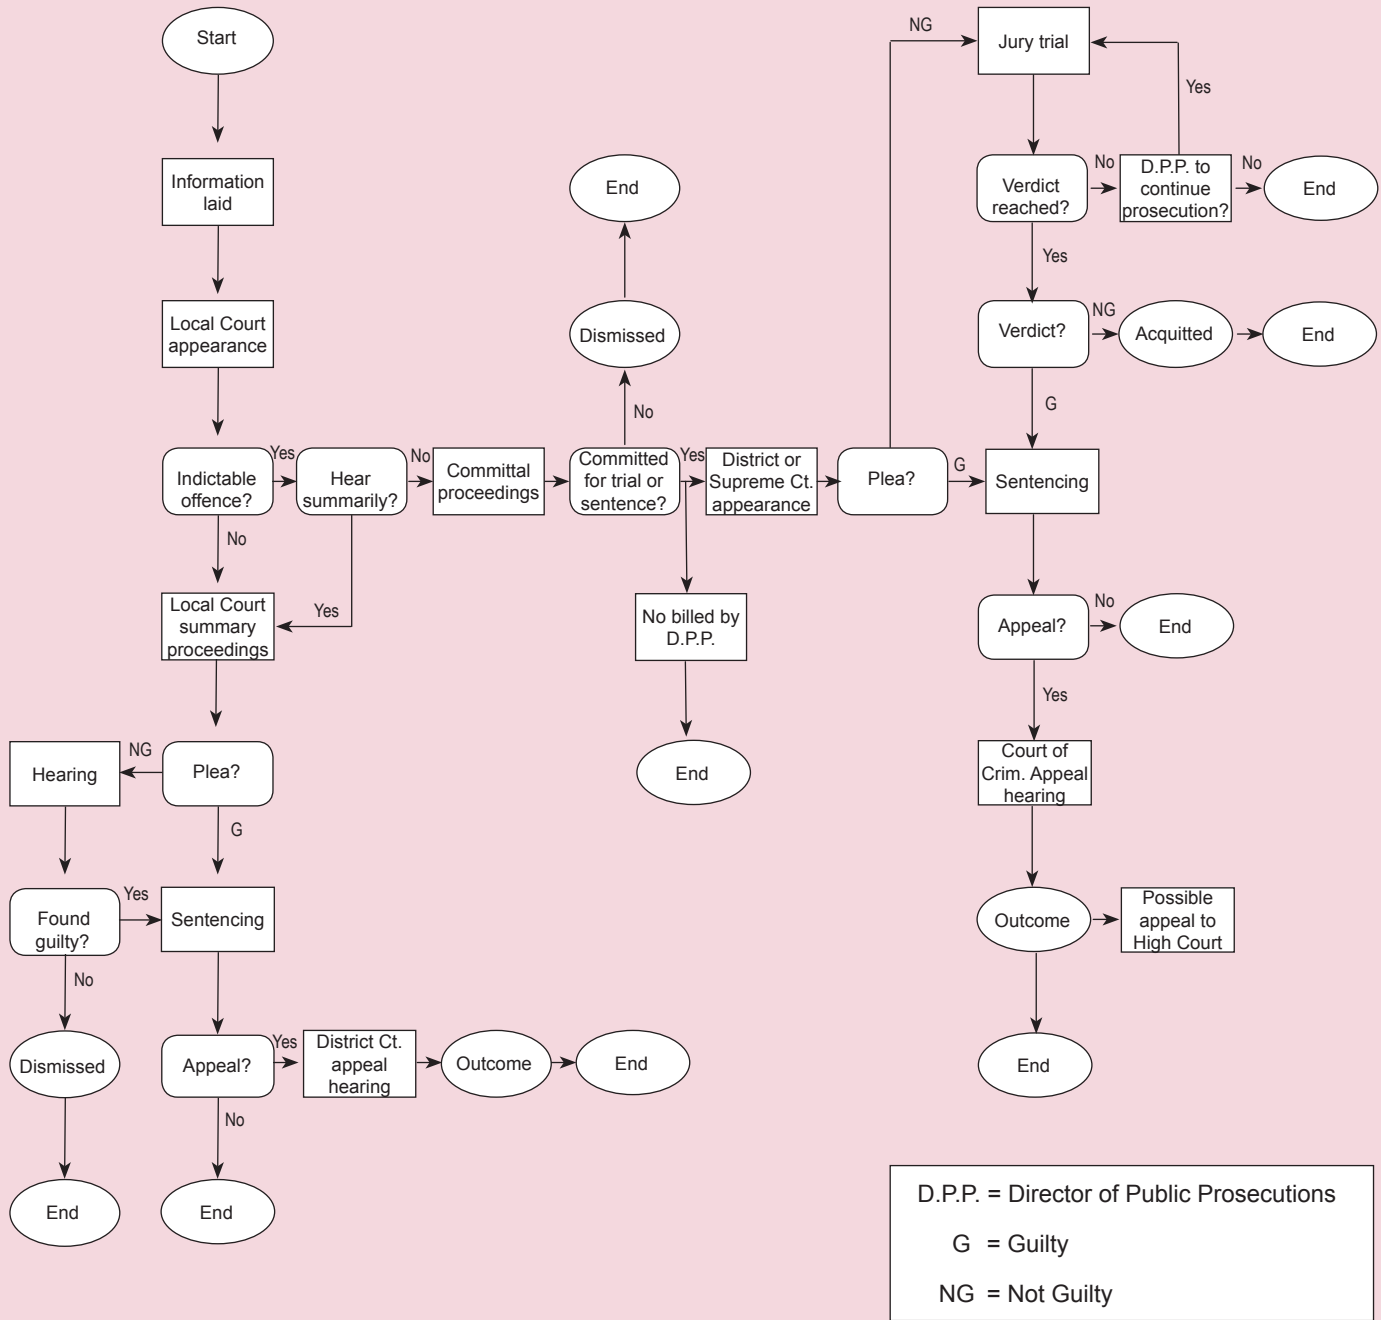 Start
NG
Jury trial
Yes
Information
laid
End
Verdict
reached?
No
D.P.P. to
continue
prosecution?
No
End
Yes
Local Court
appearance
Dismissed
Verdict?
NG
Acquitted
End
No
G
Indictable
offence?
Yes
Hear
summarily?
No
Committal
proceedings
Committed
for trial or
sentence?
Yes
District or
Supreme Ct.
appearance
Plea?
G
Sentencing
No
Yes
Local Court
summary
proceedings
No billed by
D.P.P.
Appeal?
No
End
Yes
Hearing
NG
Plea?
End
Court of
Crim. Appeal
hearing
G
Found
guilty?
Yes
Sentencing
Outcome
Possible
appeal to
High Court
No
Dismissed
Appeal?
Yes
District Ct.
appeal
hearing
Outcome
End
End
No
End
End
D.P.P. = Director of Public Prosecutions
G = Guilty
NG = Not Guilty